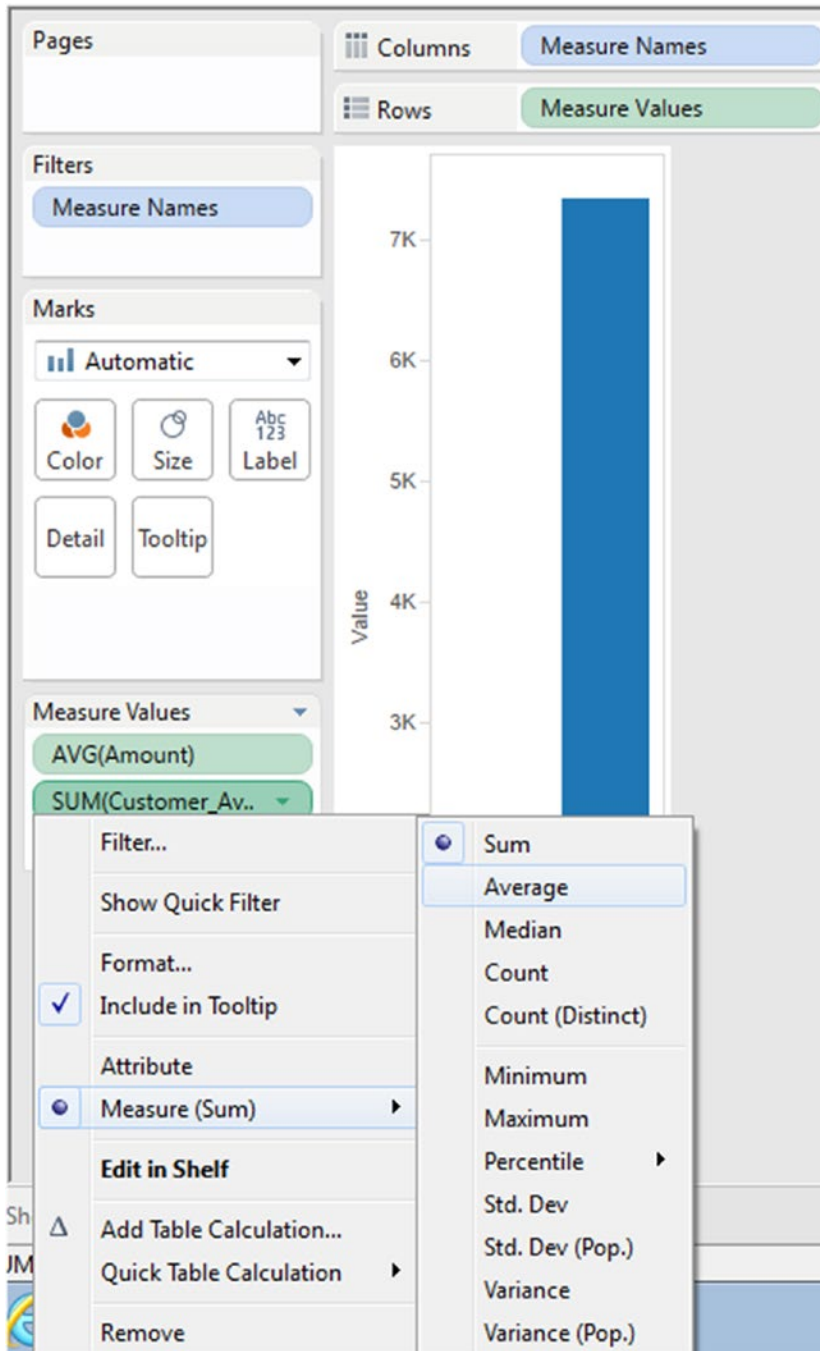 Pages
Columns
Measure Names
Rows
Measure Values
Filters
Measure Names
Marks
Automatic
Color
Size
Abc
123
Label
Detail
Tooltip
7K
6K
5K
4K
3K
Value
Measure Values
AVG(Amount)
SUM(Customer_Av..
Filter...
Show Quick Filter
Format...
Include in Tooltip
Attribute
Measure (Sum)
Edit in Shelf
Δ Add Table Calculation...
Quick Table Calculation
Remove
Sum
Average
Median
Count
Count (Distinct)
Minimum
Maximum
Percentile
Std. Dev
Std. Dev (Pop.)
Variance
Variance (Pop.)